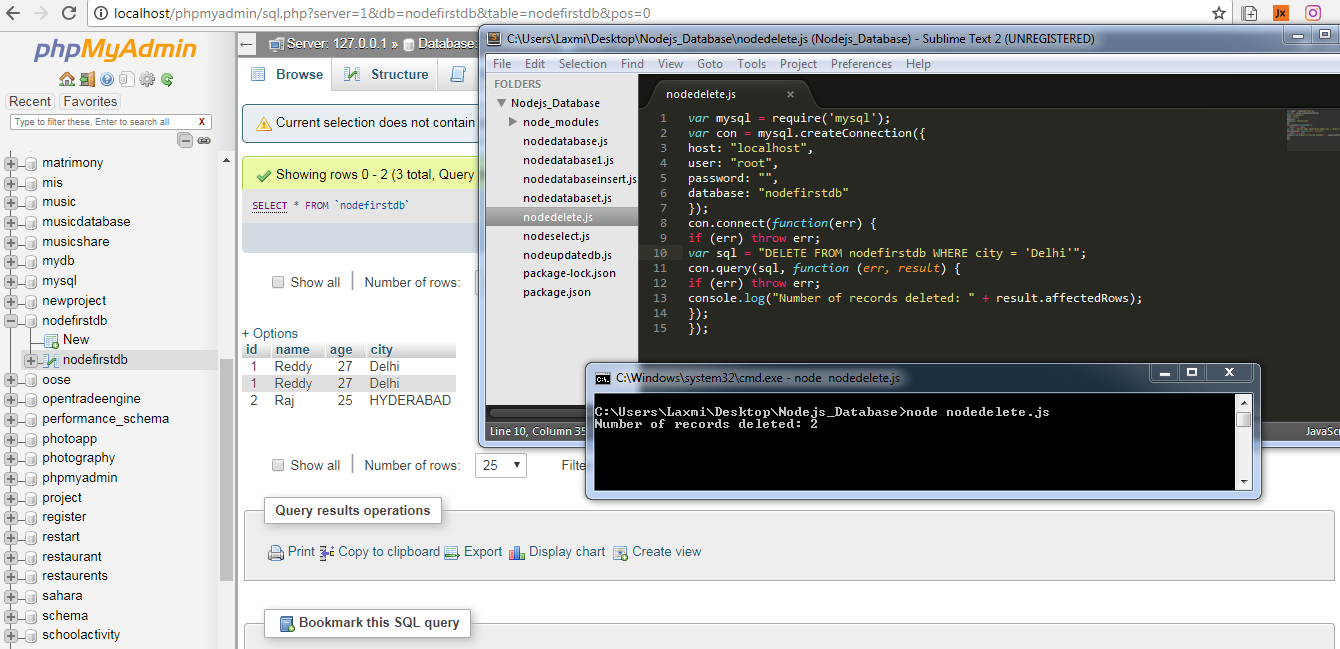 localhost/phpmyadmin/sql.php?server=1&db=nodefirstdb&table=nodefirstdb&pos=0
Jx
phpMyAdmin
Recent
Favorites
Type to filter these, Enter to search all
X
matrimony
mis
music
musicdatabase
musicshare
mydb
mysql
newproject
nodefirstdb
New
nodefirstdb
oose
opentradeengine
performance_schema
photoapp
photography
phpmyadmin
project
register
restart
restaurant
restaurents
sahara
schema
schoolactivity
Server: 127.0.0.1 » Database:
Browse
Structure
Current selection does not contain
Showing rows 0 - 2 (3 total, Query
SELECT * FROM `nodefirstdb`
Show all
Number of rows:
+ Options
id name age city
1 Reddy 27 Delhi
1 Reddy 27 Delhi
2 Raj 25 HYDERABAD
Show all
Number of rows:
25
Filte
Query results operations
Print
Copy to clipboard
Export
Display chart
Create view
Bookmark this SQL query
C:\Users\Laxmi\Desktop\Nodejs_Database\nodedelete.js (Nodejs_Database) - Sublime Text 2 (UNREGISTERED)
File Edit Selection Find View Goto Tools Project Preferences Help
FOLDERS
Nodejs_Database
node_modules
nodedatabase.js
nodedatabase1.js
nodedatabaseinsert.js
nodedatabaset.js
nodedelete.js
nodeselect.js
nodeupdatedb.js
package-lock.json
package.json
nodedelete.js
1 var mysql = require('mysql');
2 var con = mysql.createConnection({
3 host: "localhost",
4 user: "root",
5 password: "",
6 database: "nodefirstdb"
7 });
8 con.connect(function(err) {
9 if (err) throw err;
10 var sql = "DELETE FROM nodefirstdb WHERE city = 'Delhi'";
11 con.query(sql, function (err, result) {
12 if (err) throw err;
13 console.log("Number of records deleted: " + result.affectedRows);
14 });
15 });
Line 10, Column 35
JavaScr
C:\Windows\system32\cmd.exe - node nodedelete.js
C:\Users\Laxmi\Desktop\Nodejs_Database>node nodedelete.js
Number of records deleted: 2